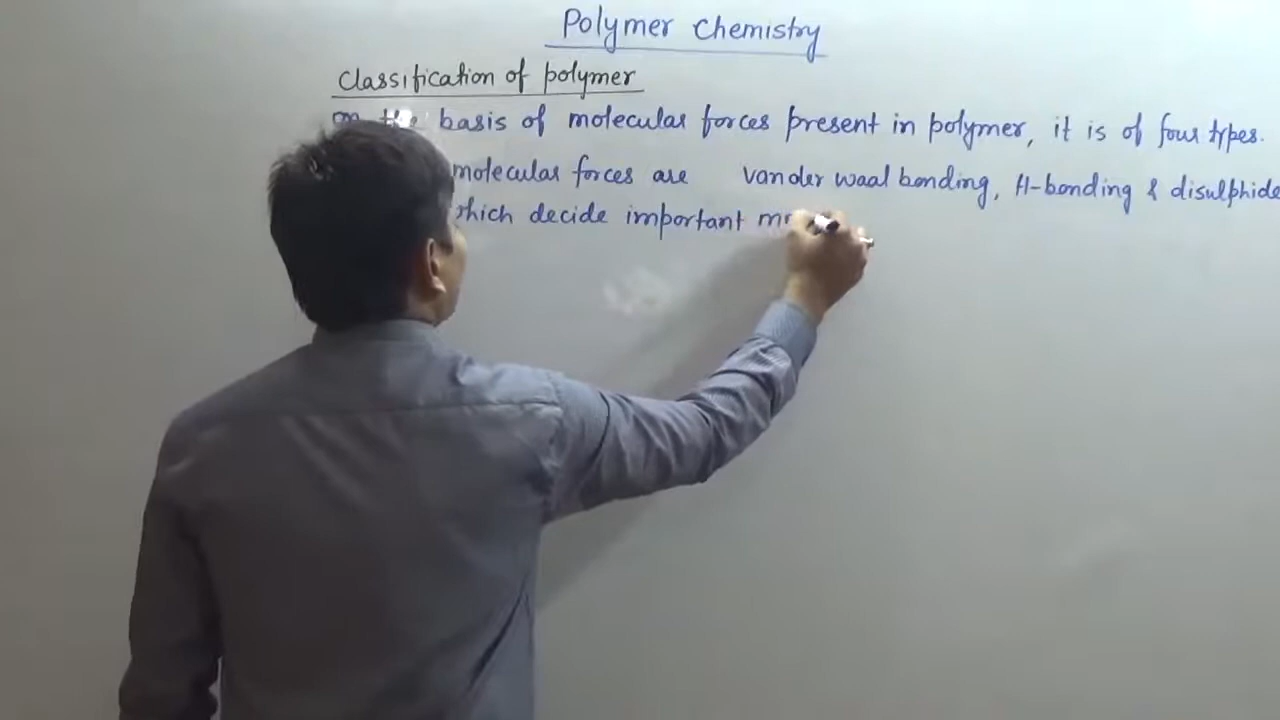 Polymer Chemistry
Classification of polymer
on the basis of molecular forces present in polymer, it is of four types.
molecular forces are vander waal bonding, H-bonding & disulphide
which decide important